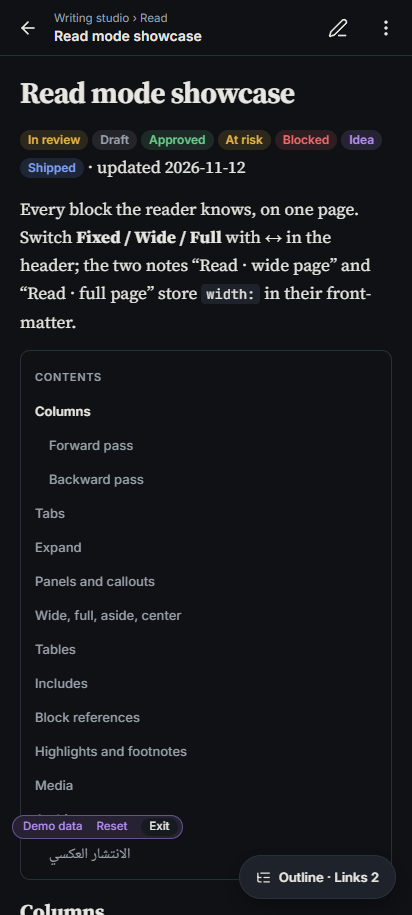 Writing studio › Read
Read mode showcase
Read mode showcase
In review Draft Approved At risk Blocked Idea
Shipped · updated 2026-11-12
Every block the reader knows, on one page.
Switch Fixed / Wide / Full with ↔ in the
header; the two notes “Read · wide page” and
“Read · full page” store width: in their front-
matter.
CONTENTS
Columns
Forward pass
Backward pass
Tabs
Expand
Panels and callouts
Wide, full, aside, center
Tables
Includes
Block references
Highlights and footnotes
Media
Demo data Reset Exit
الانتشار العكسي
Outline · Links 2
Columns